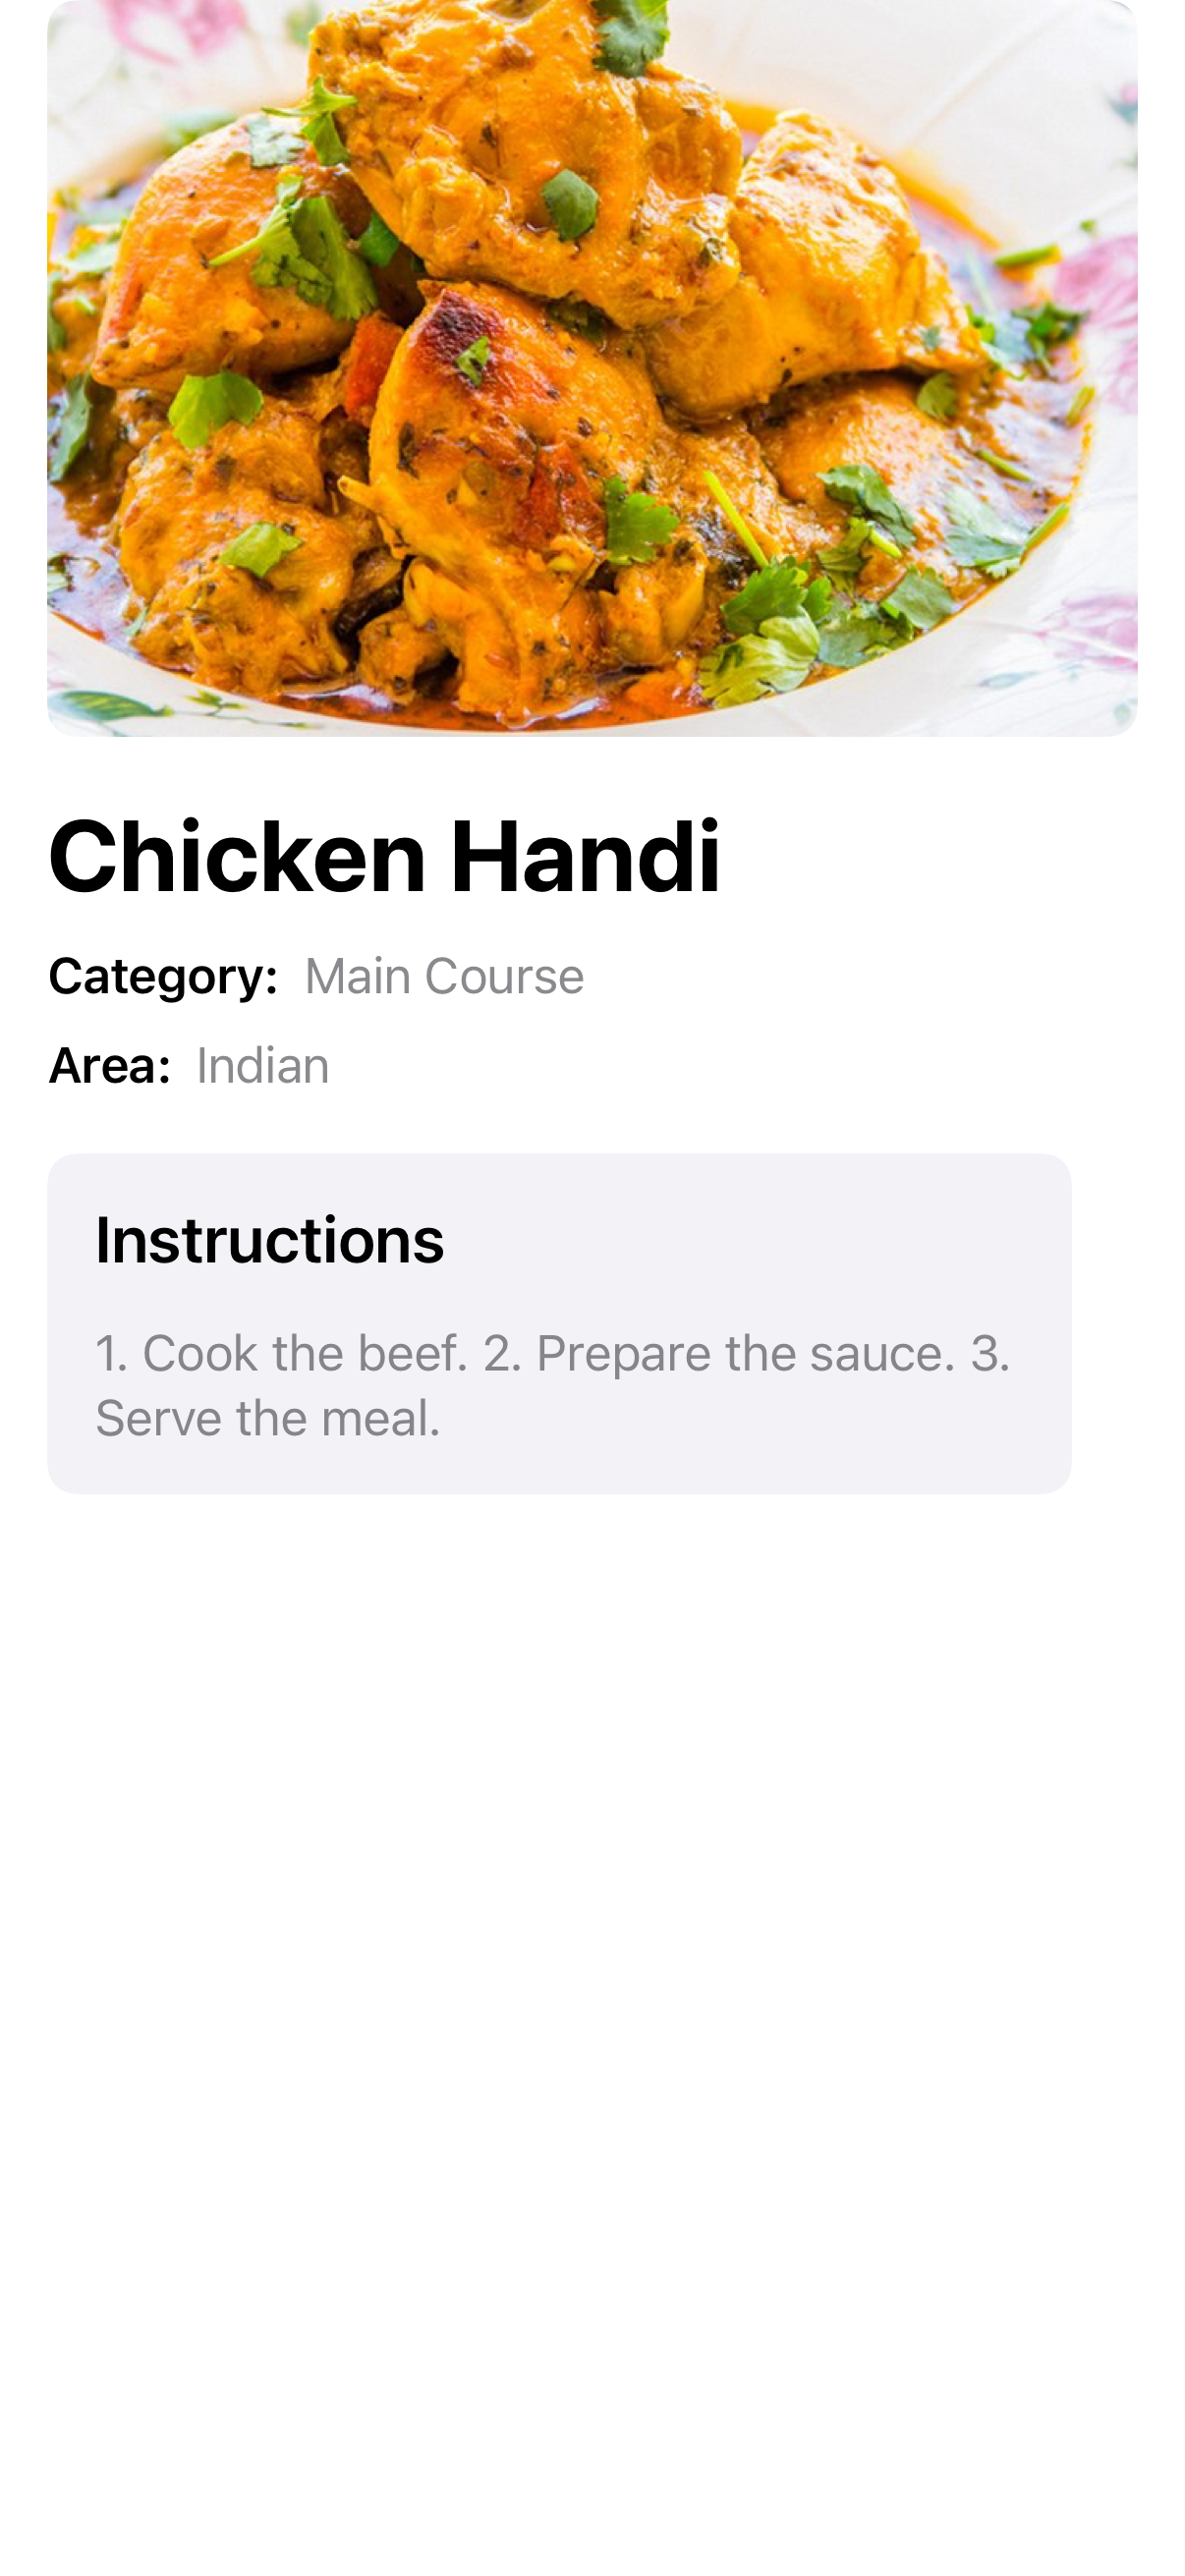 Chicken Handi
Category: Main Course
Area: Indian
Instructions
1. Cook the beef. 2. Prepare the sauce. 3.
Serve the meal.